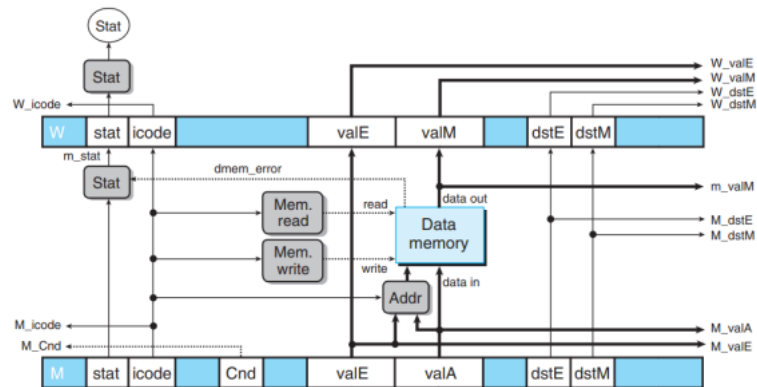 Stat
Stat
W_valE
W_valM
W_dstE
W_dstM
W_icode
W stat icode valE valM dstE dstM
m_stat
dmem_error
Stat
m_valM
Mem. read
read
data out
Data memory
M_dstE
M_dstM
Mem. write
write
data in
Addr
M_icode
M_valA
M_Cnd
M_valE
M stat icode Cnd valE valA dstE dstM